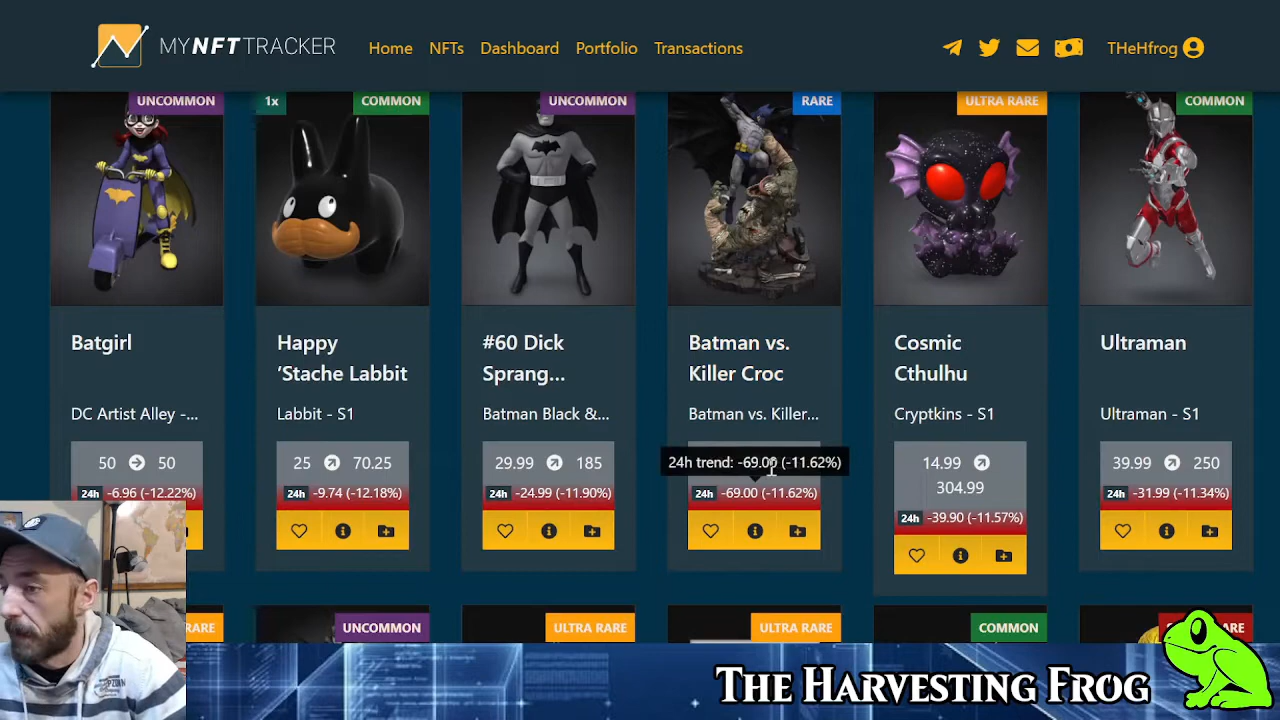 MYNFTTRACKER Home NFTs Dashboard Portfolio Transactions THeHfrog
UNCOMMON
1x COMMON
UNCOMMON
RARE
ULTRA RARE
COMMON
Batgirl
DC Artist Alley -...
50 50
24h -6.96 (-12.22%)
Happy
’Stache Labbit
Labbit - S1
25 70.25
24h -9.74 (-12.18%)
#60 Dick
Sprang...
Batman Black &...
29.99 185
24h -24.99 (-11.90%)
Batman vs.
Killer Croc
Batman vs. Killer...
24h trend: -69.00 (-11.62%)
24h -69.00 (-11.62%)
Cosmic
Cthulhu
Cryptkins - S1
14.99
304.99
24h -39.90 (-11.57%)
Ultraman
Ultraman - S1
39.99 250
24h -31.99 (-11.34%)
RARE
UNCOMMON
ULTRA RARE
ULTRA RARE
COMMON
The Harvesting Frog